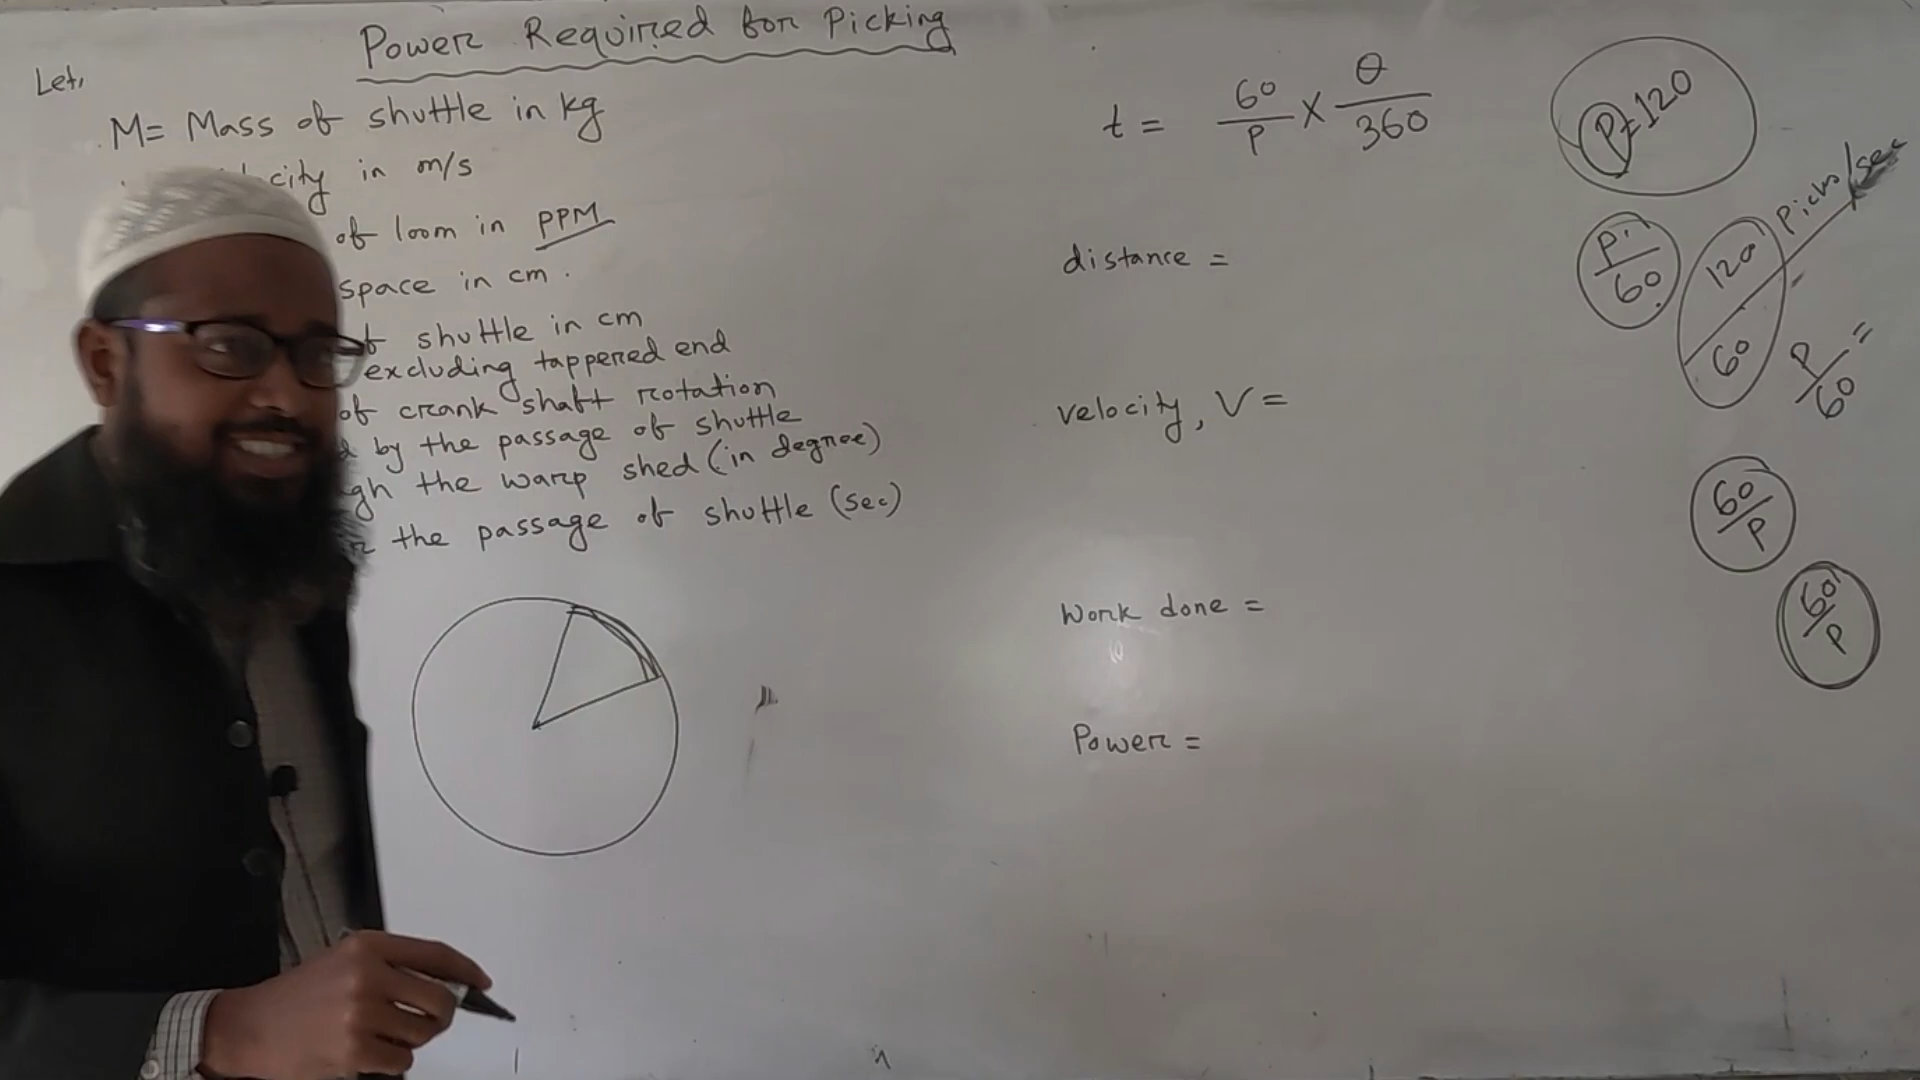 Power Required for Picking
Let,
M= Mass of shuttle in kg
city in m/s
of loom in PPM
space in cm.
shuttle in cm
excluding tappered end
of crank shaft rotation
by the passage of shuttle
gh the warp shed (in degree)
the passage of shuttle (sec)
t = 60/P X θ/360
distance =
velocity, V =
Work done =
Power =
P=120
P/60
120/60 Picks/sec
P/60 =
60/P
60/P